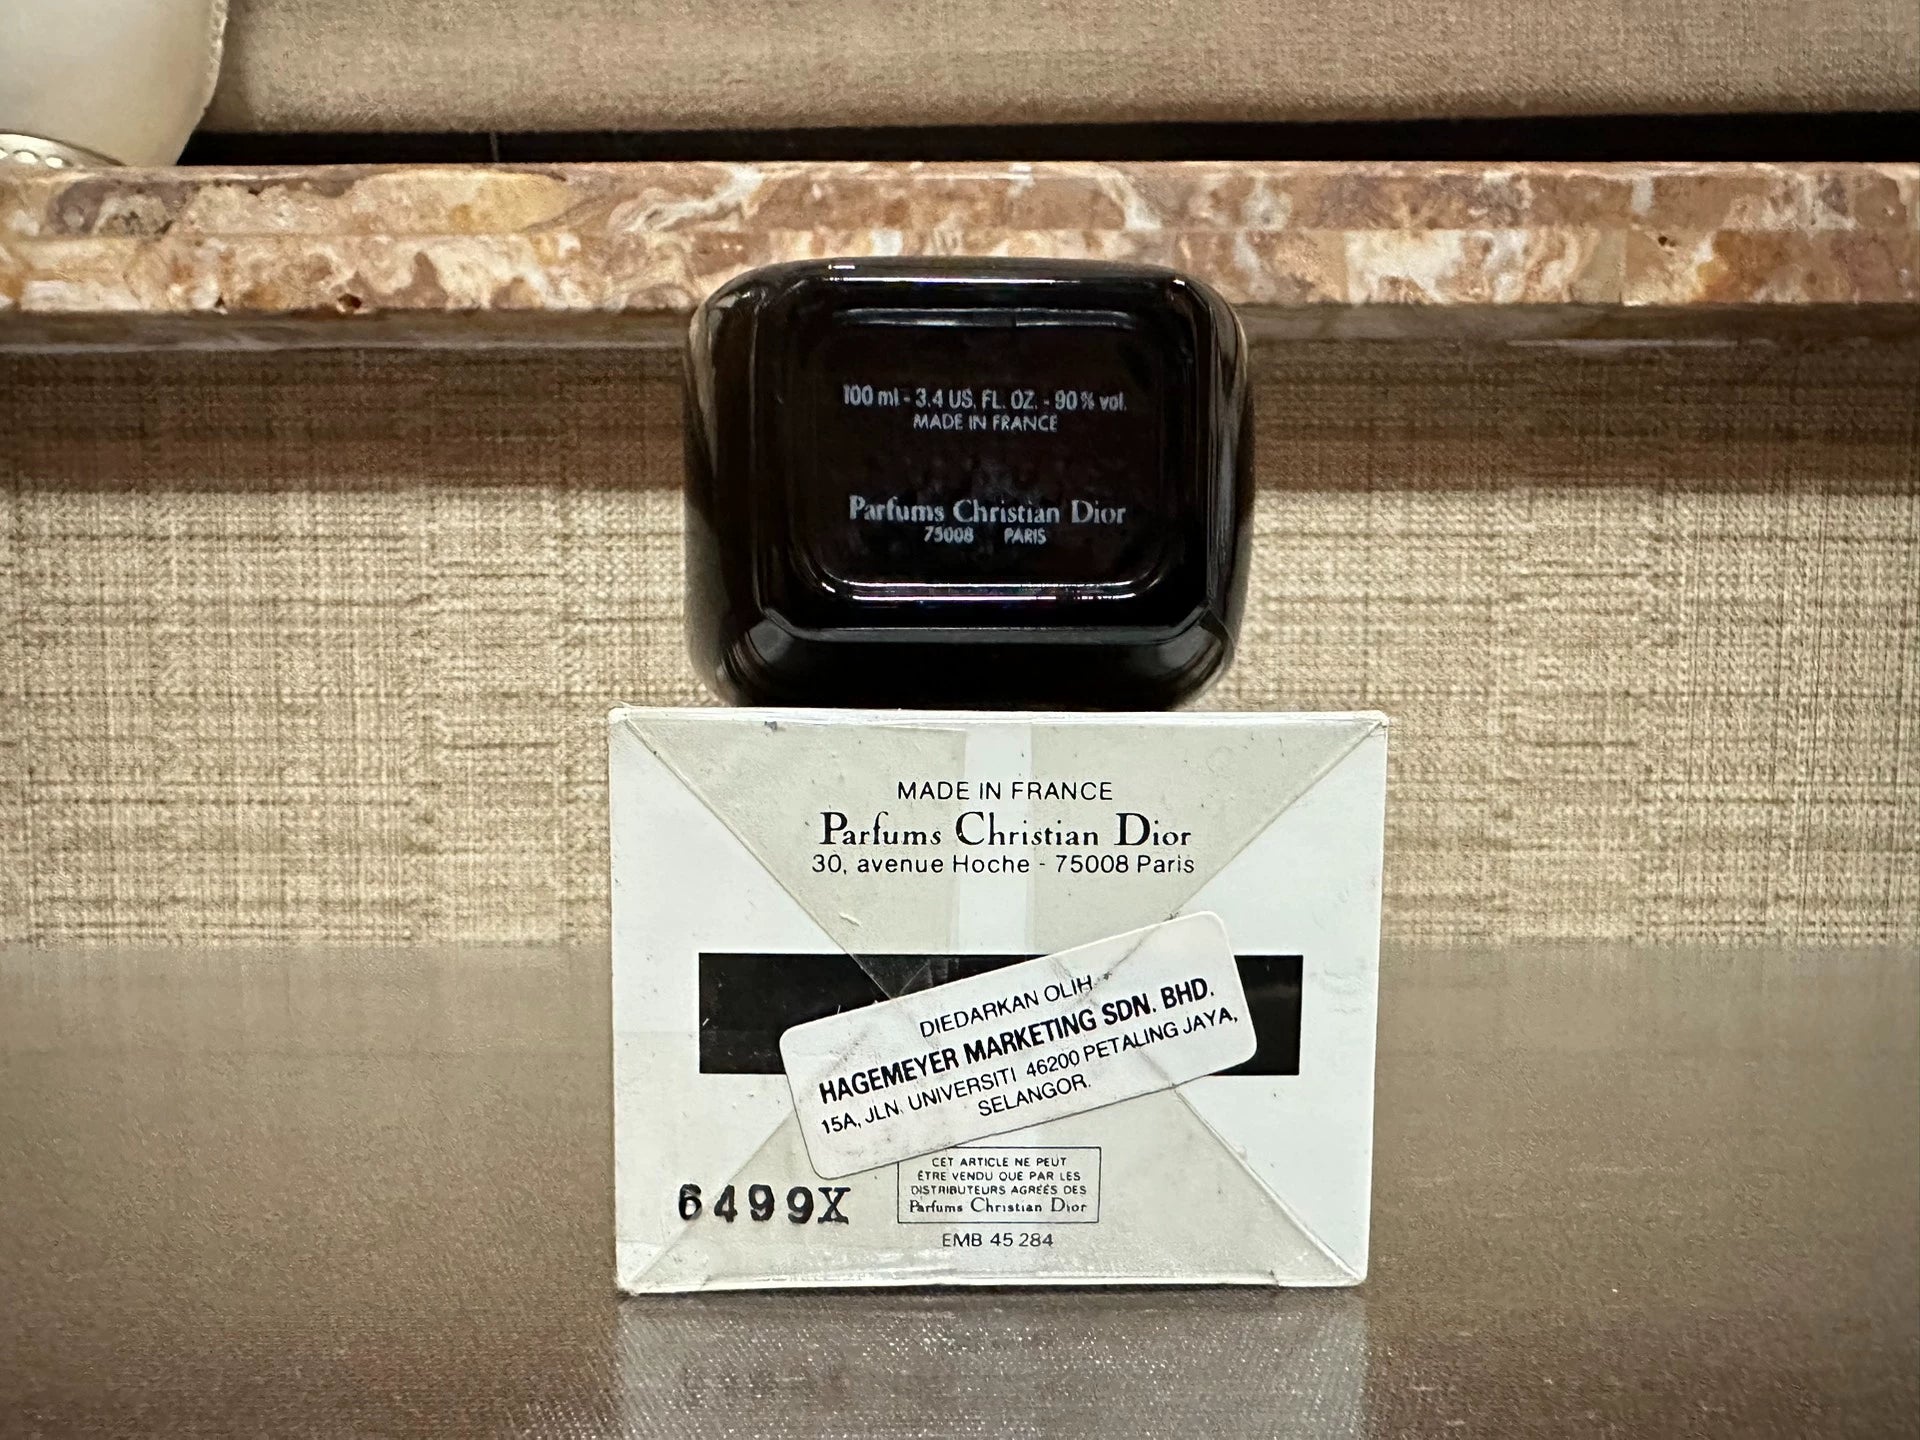 100 ml - 3.4 US. FL. OZ. - 90 % vol.
MADE IN FRANCE
Parfums Christian Dior
75008 PARIS
MADE IN FRANCE
Parfums Christian Dior
30, avenue Hoche - 75008 Paris
DIEDARKAN OLIH
HAGEMEYER MARKETING SDN. BHD.
15A, JLN. UNIVERSITI 46200 PETALING JAYA,
SELANGOR.
CET ARTICLE NE PEUT
ÊTRE VENDU QUE PAR LES
DISTRIBUTEURS AGRÉÉS DES
Parfums Christian Dior
6499X
EMB 45 284